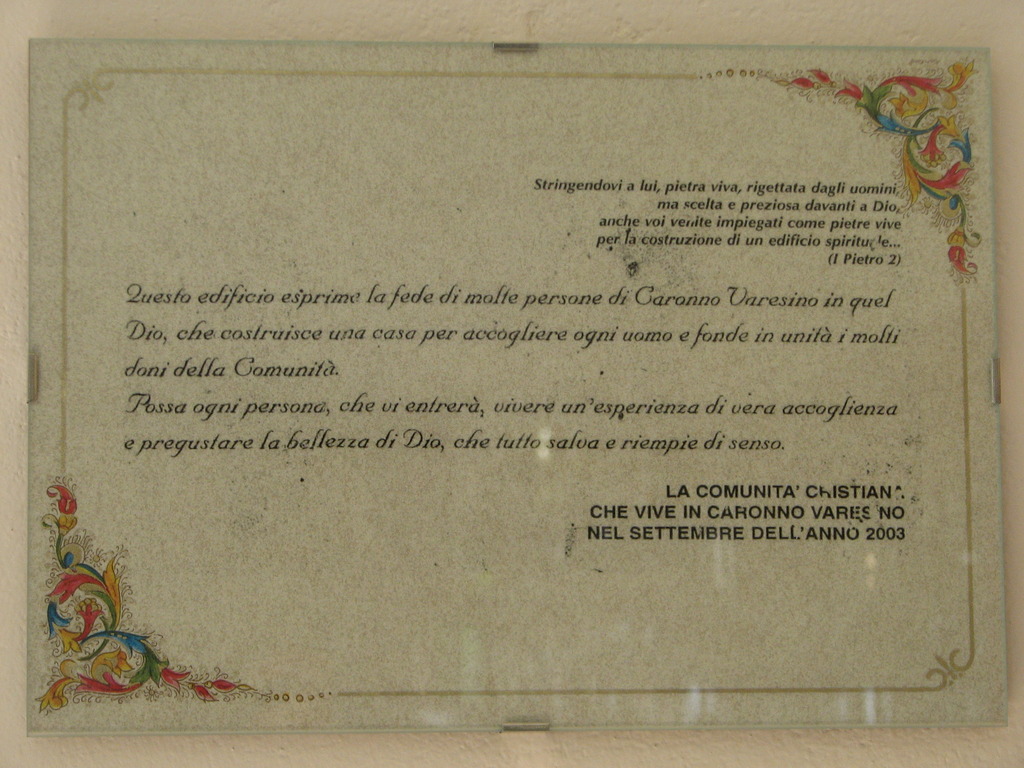 Stringendovi a lui, pietra viva, rigettata dagli uomini,
ma scelta e preziosa davanti a Dio,
anche voi venite impiegati come pietre vive
per la costruzione di un edificio spirituale...
(I Pietro 2)
Questo edificio esprime la fede di molte persone di Caronno Varesino in quel
Dio, che costruisce una casa per accogliere ogni uomo e fonde in unità i molti
doni della Comunità.
Possa ogni persona, che vi entrerà, vivere un'esperienza di vera accoglienza
e pregustare la bellezza di Dio, che tutto salva e riempie di senso.
LA COMUNITA' CRISTIANA
CHE VIVE IN CARONNO VARESINO
NEL SETTEMBRE DELL'ANNO 2003